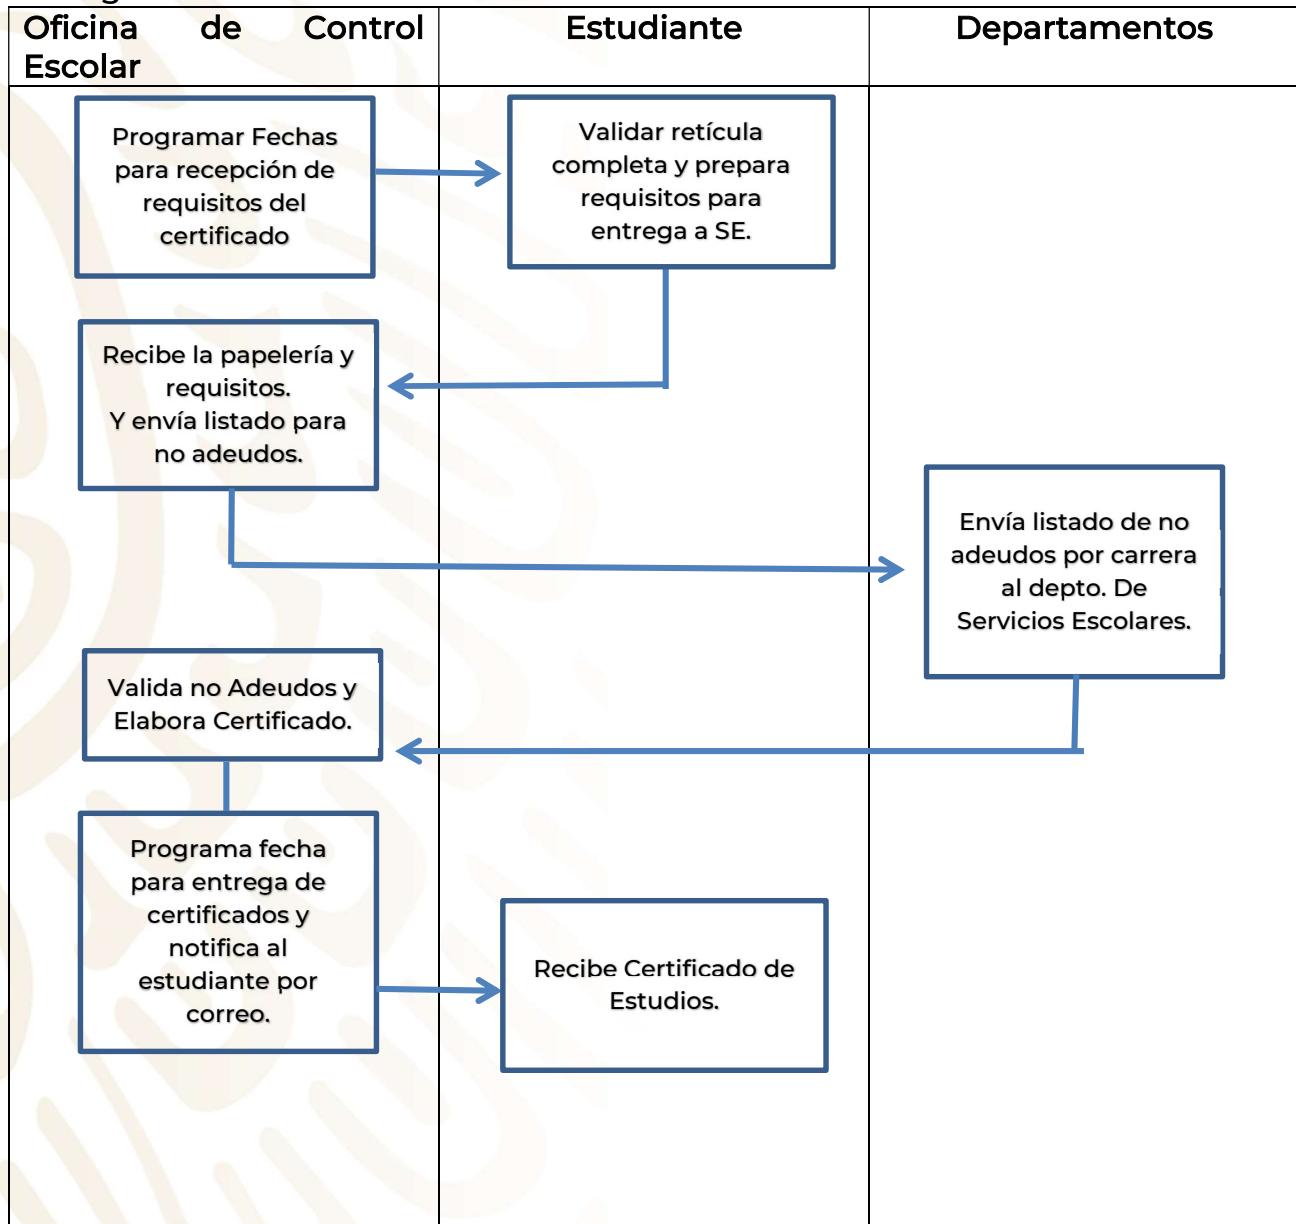 Oficina de Control
Escolar
Estudiante
Departamentos
Programar Fechas
para recepción de
requisitos del
certificado
Validar retícula
completa y prepara
requisitos para
entrega a SE.
Recibe la papelería y
requisitos.
Y envía listado para
no adeudos.
Envía listado de no
adeudos por carrera
al depto. De
Servicios Escolares.
Valida no Adeudos y
Elabora Certificado.
Programa fecha
para entrega de
certificados y
notifica al
estudiante por
correo.
Recibe Certificado de
Estudios.